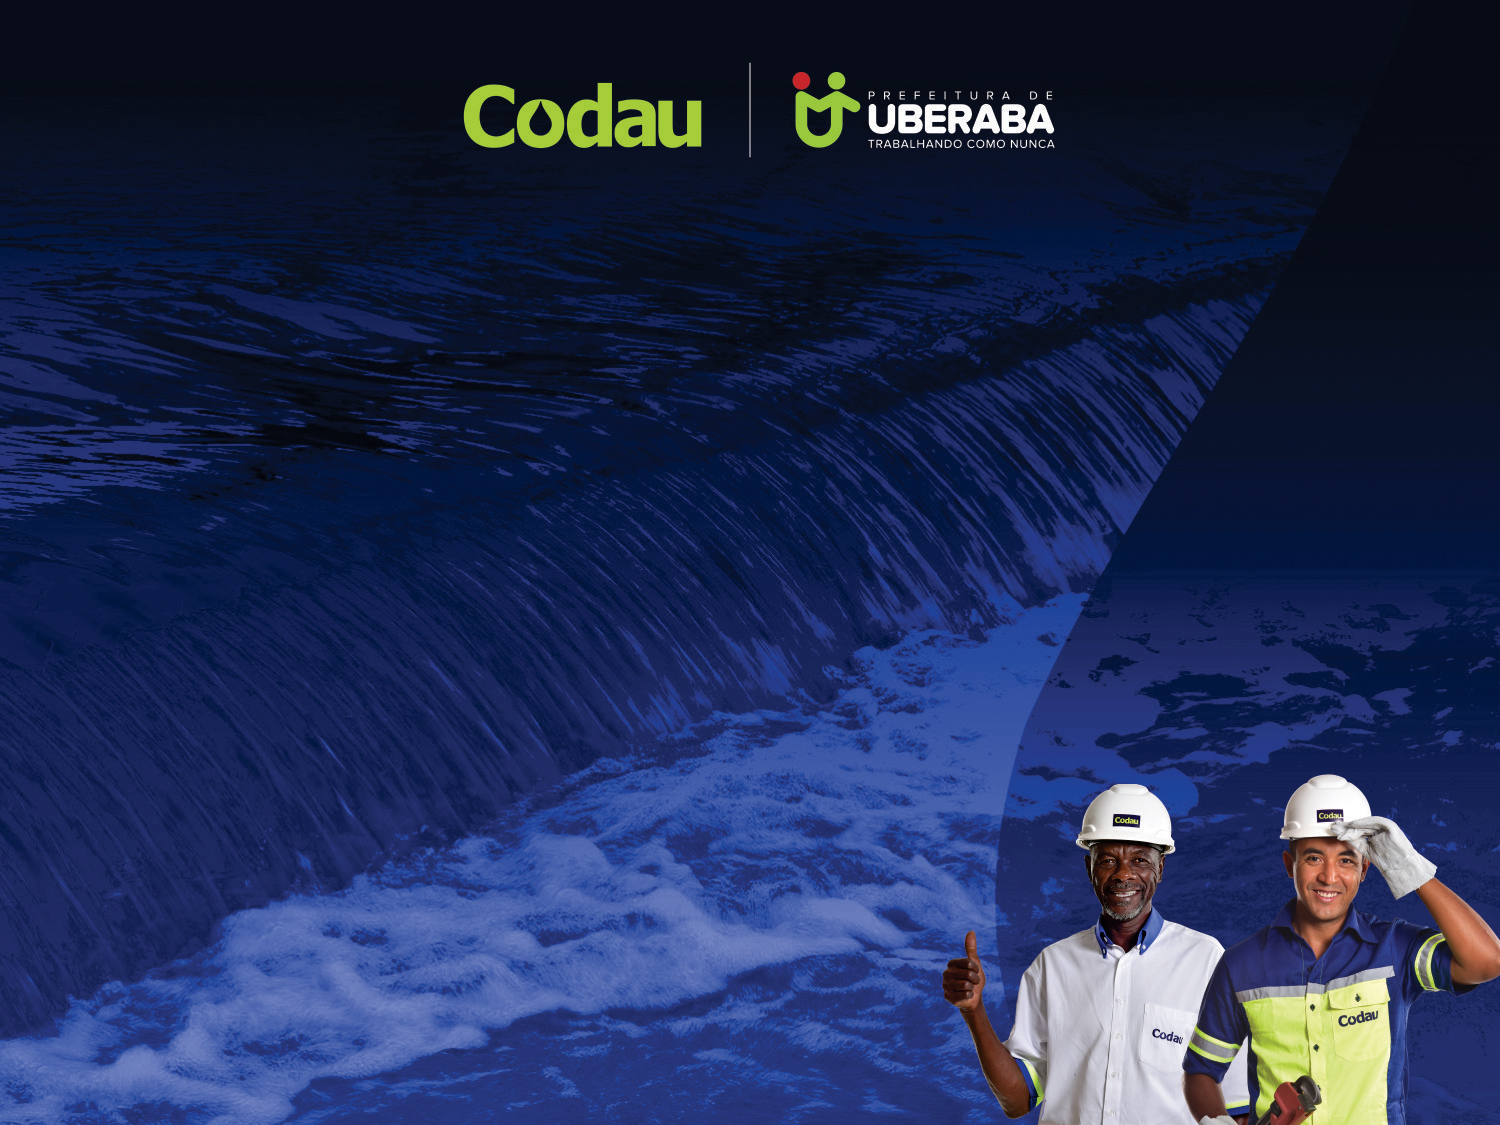 Codau
PREFEITURA DE
UBERABA
TRABALHANDO COMO NUNCA
Codau
Codau
Codau
Codau